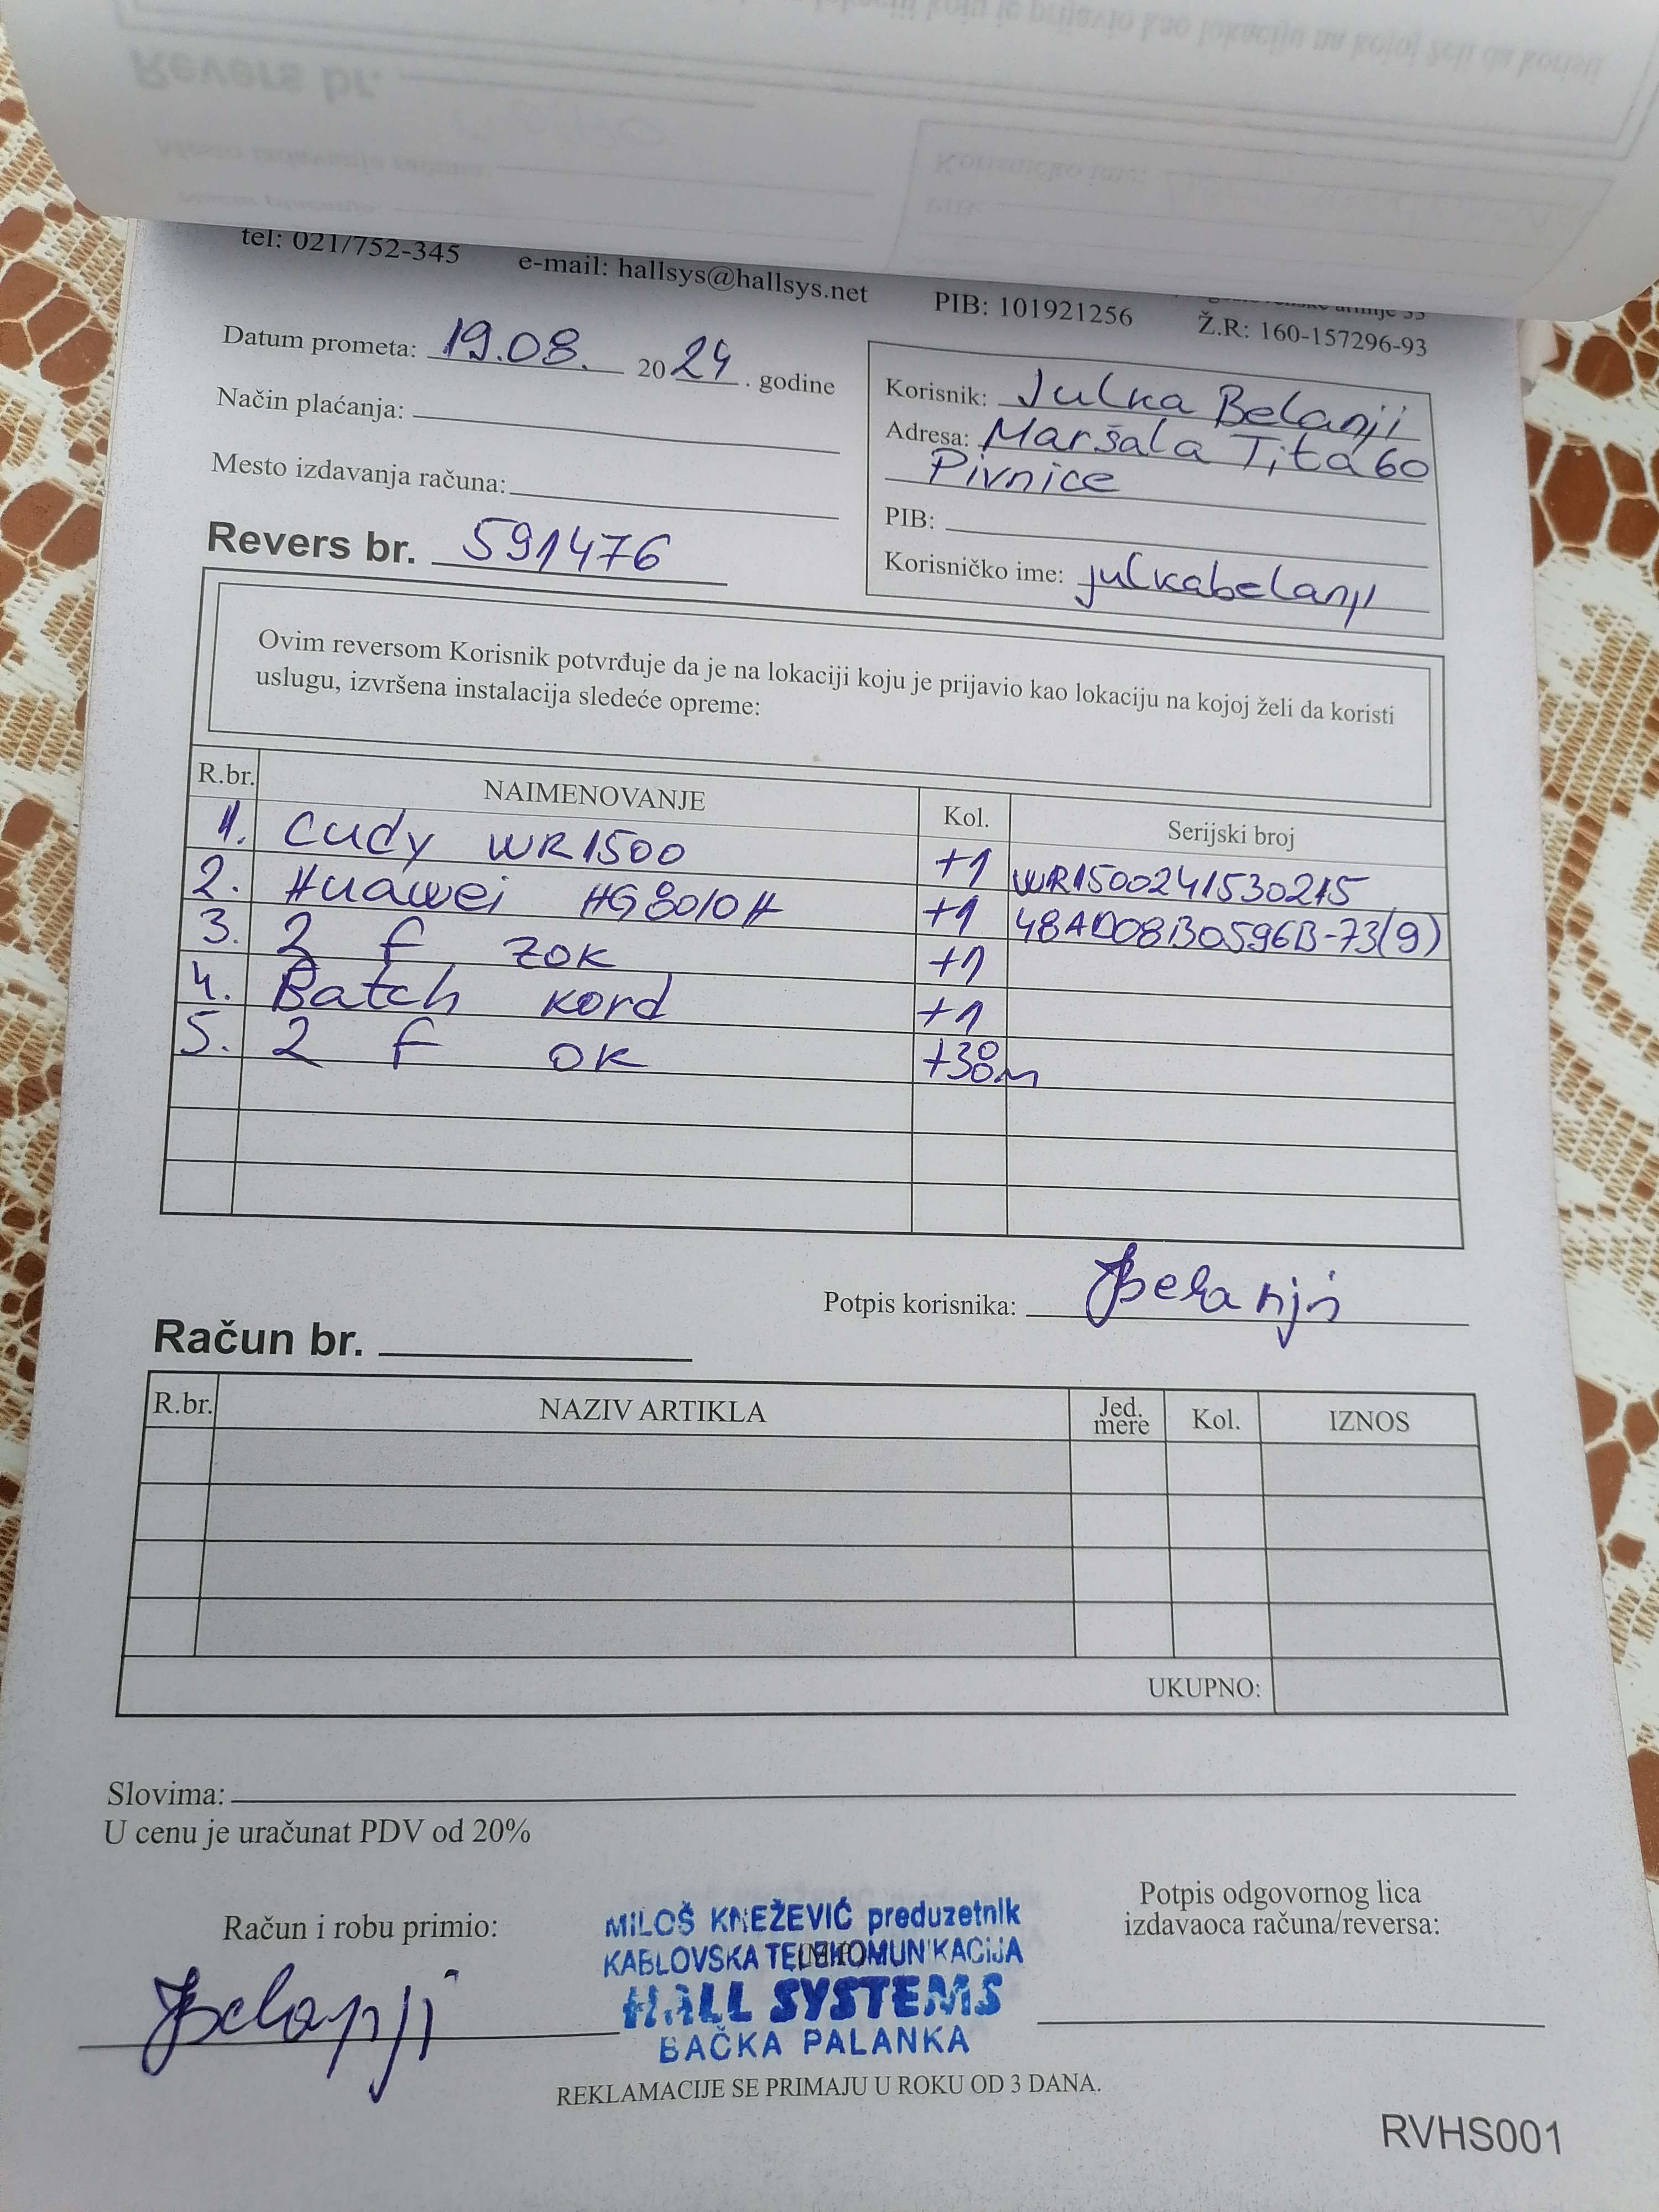 tel: 021/752-345 e-mail: hallsys@hallsys.net PIB: 101921256 Ž.R: 160-157296-93
Datum prometa: 19.08. 2024. godine
Način plaćanja:
Mesto izdavanja računa:
Revers br. 591476
Korisnik: Julka Belanji
Adresa: Maršala Tita 60
Pivnice
PIB:
Korisničko ime: julkabelanji
Ovim reversom Korisnik potvrđuje da je na lokaciji koju je prijavio kao lokaciju na kojoj želi da koristi
uslugu, izvršena instalacija sledeće opreme:
R.br. NAIMENOVANJE Kol. Serijski broj
1. Cudy WR1500 +1 WR1500241530215
2. Huawei HG8010H +1 48AD08B0596B-73(9)
3. 2 f ZOK +1
4. Batch kord +1
5. 2 f OK +38m
Potpis korisnika: JBelanji
Račun br.
R.br. NAZIV ARTIKLA Jed. mere Kol. IZNOS
UKUPNO:
Slovima:
U cenu je uračunat PDV od 20%
Račun i robu primio:
JBelanji
MILOŠ KNEŽEVIĆ preduzetnik
KABLOVSKA TELEKOMUNIKACIJA
HALL SYSTEMS
BAČKA PALANKA
Potpis odgovornog lica
izdavaoca računa/reversa:
REKLAMACIJE SE PRIMAJU U ROKU OD 3 DANA.
RVHS001